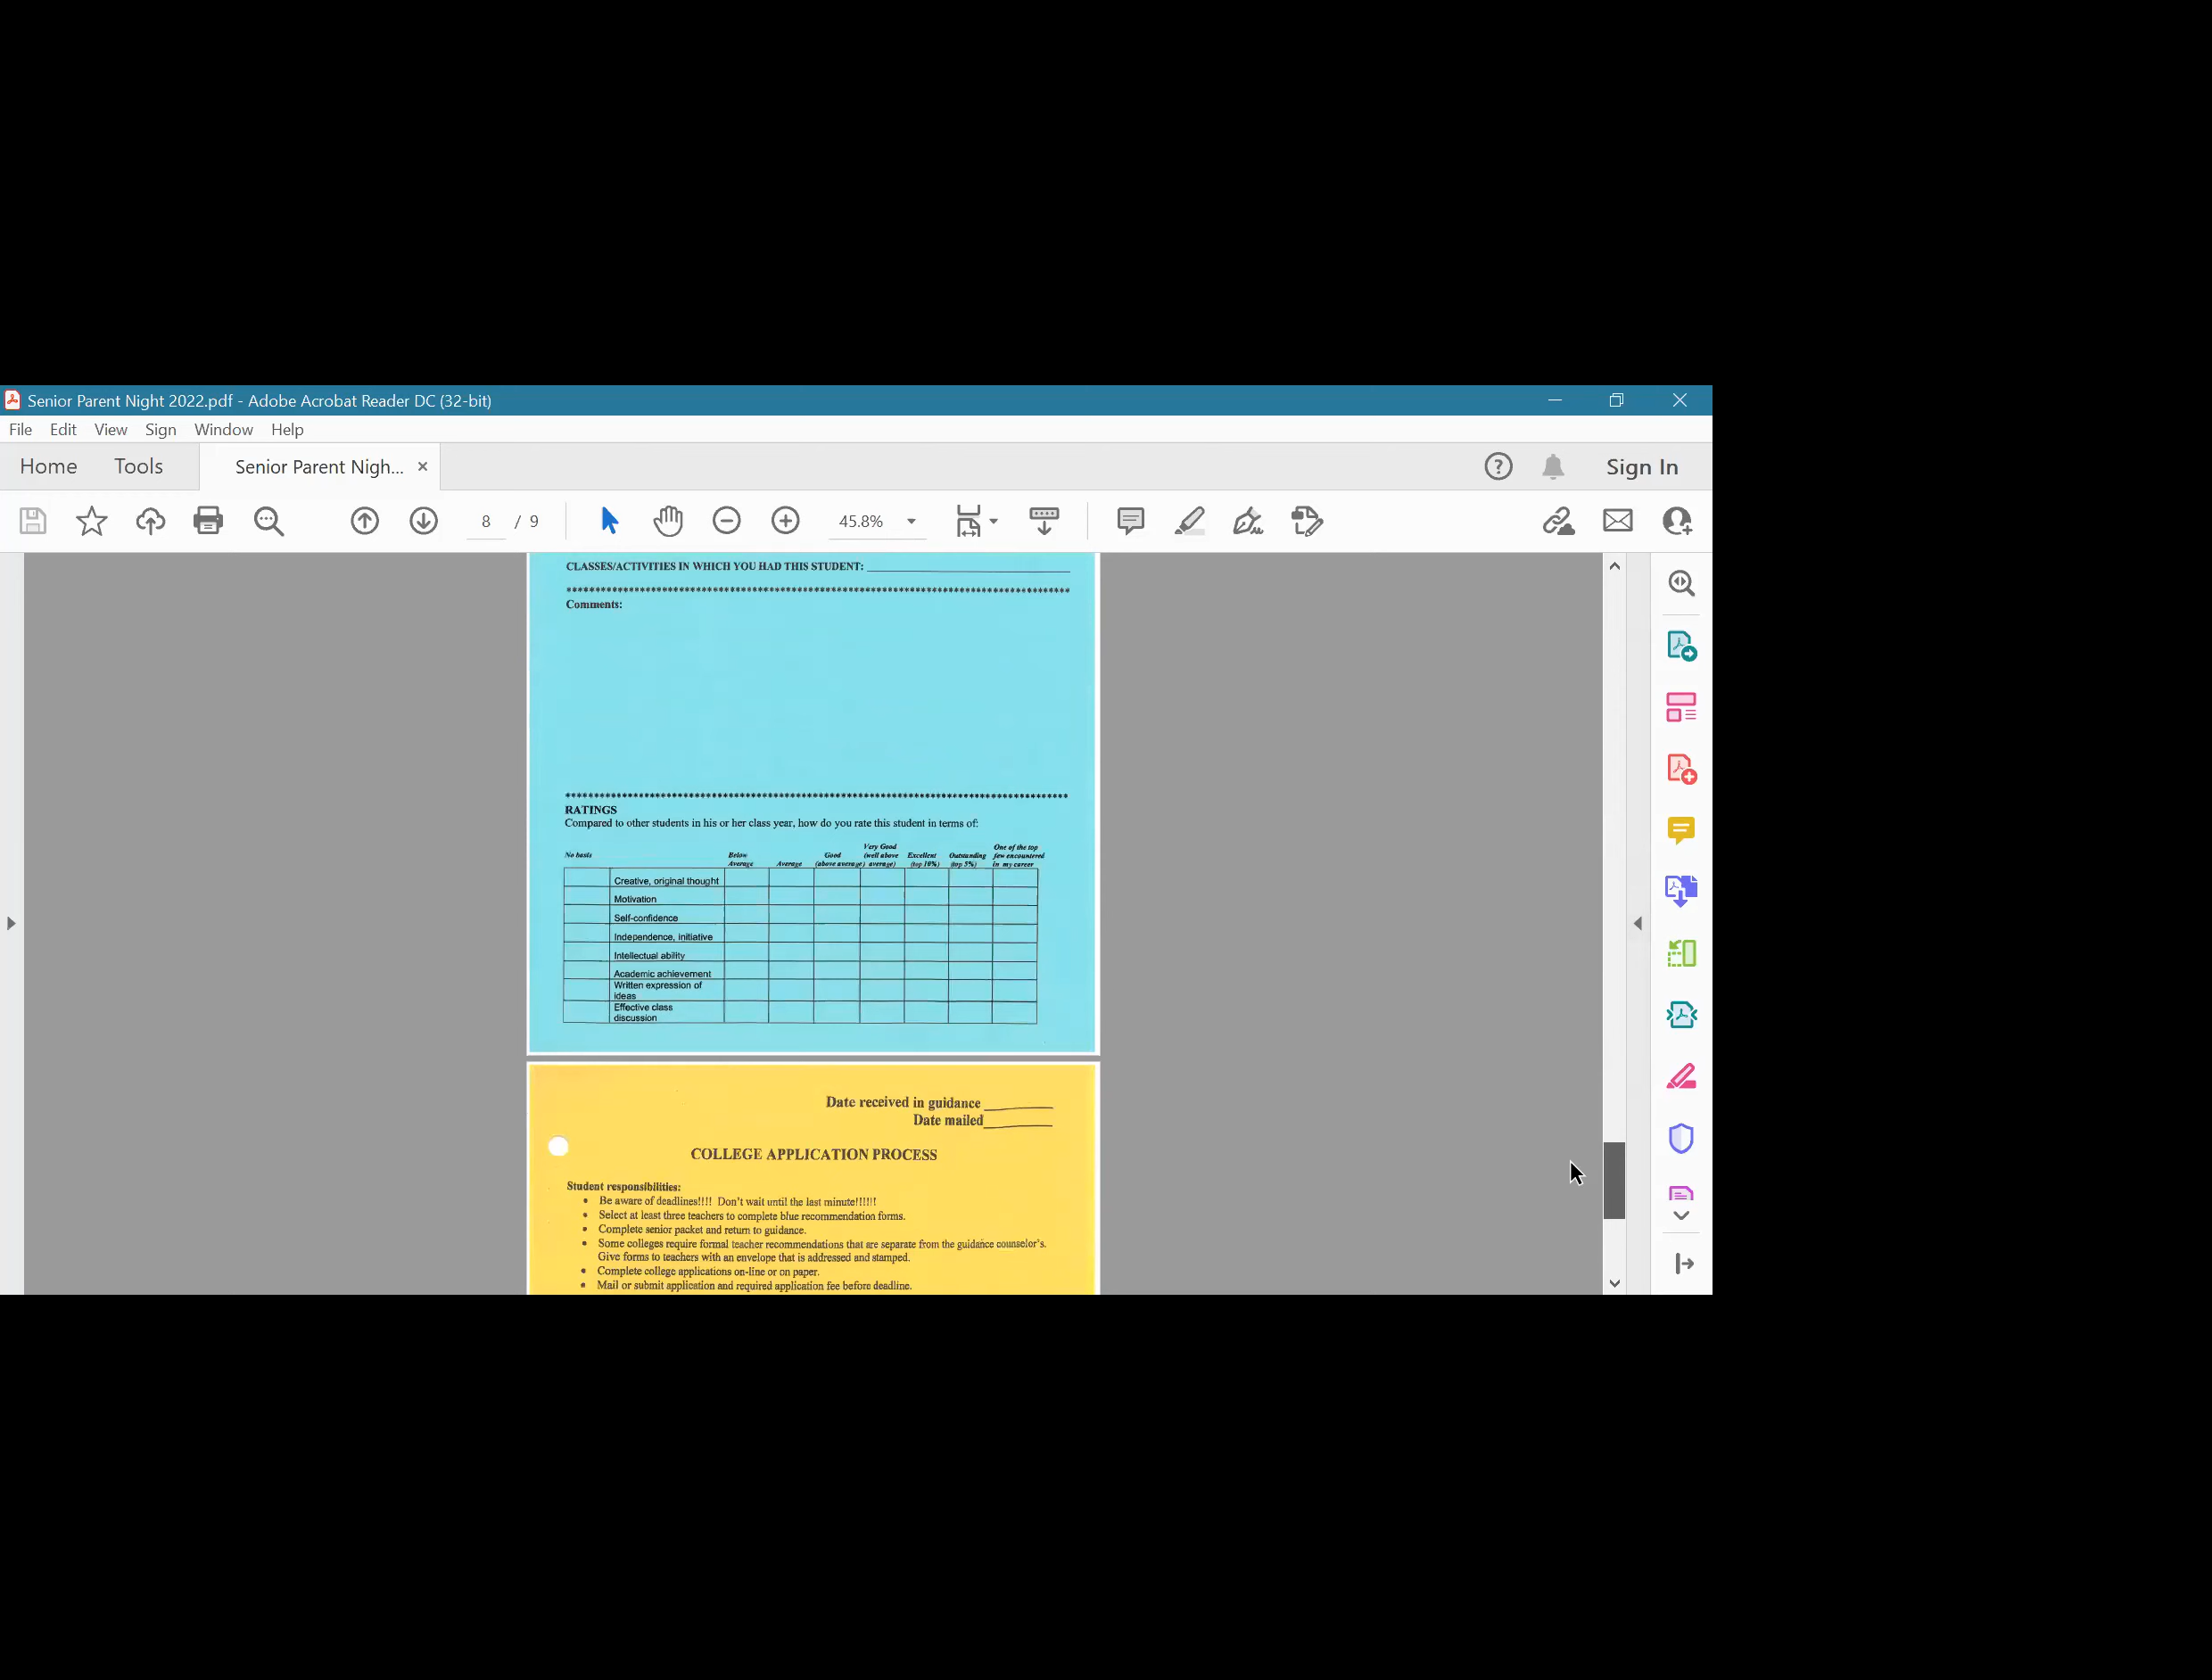 Senior Parent Night 2022.pdf - Adobe Acrobat Reader DC (32-bit)
File Edit View Sign Window Help
Home Tools Senior Parent Nigh... × Sign In
8 / 9 45.8%
CLASSES/ACTIVITIES IN WHICH YOU HAD THIS STUDENT:
Comments:
RATINGS
Compared to other students in his or her class year, how do you rate this student in terms of:
No basis Below Average Average Good (above average) Very Good (well above average) Excellent (top 10%) Outstanding (top 5%) One of the top few encountered in my career
Creative, original thought
Motivation
Self-confidence
Independence, initiative
Intellectual ability
Academic achievement
Written expression of
ideas
Effective class
discussion
Date received in guidance
Date mailed
COLLEGE APPLICATION PROCESS
Student responsibilities:
• Be aware of deadlines!!!! Don't wait until the last minute!!!!!!
• Select at least three teachers to complete blue recommendation forms.
• Complete senior packet and return to guidance.
• Some colleges require formal teacher recommendations that are separate from the guidance counselor's.
Give forms to teachers with an envelope that is addressed and stamped.
• Complete college applications on-line or on paper.
• Mail or submit application and required application fee before deadline.